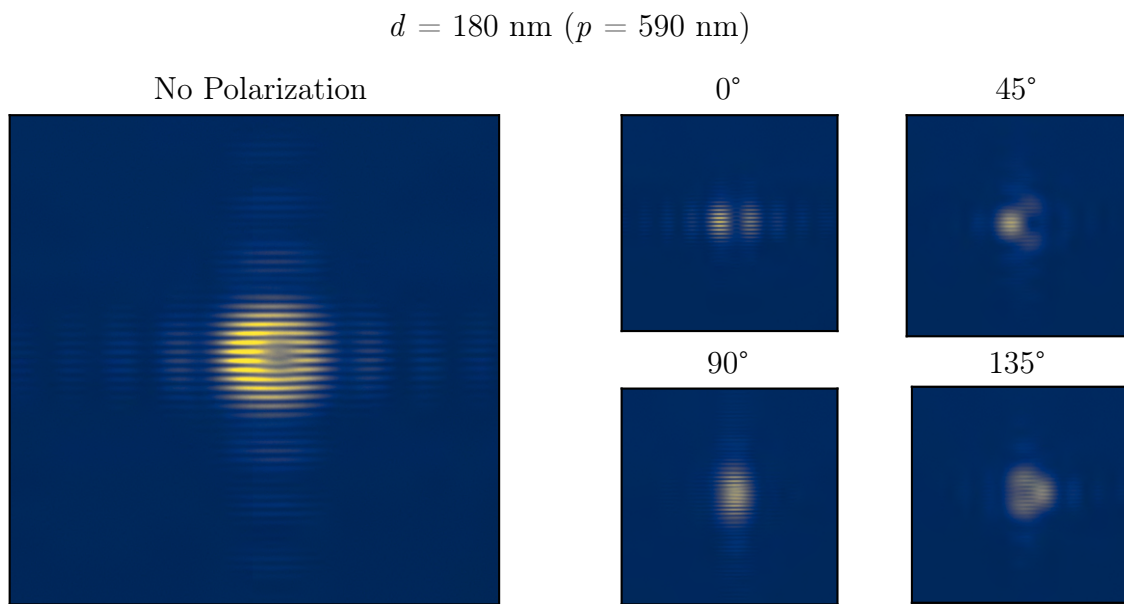 d = 180 nm (p = 590 nm)
No Polarization
0°
45°
90°
135°